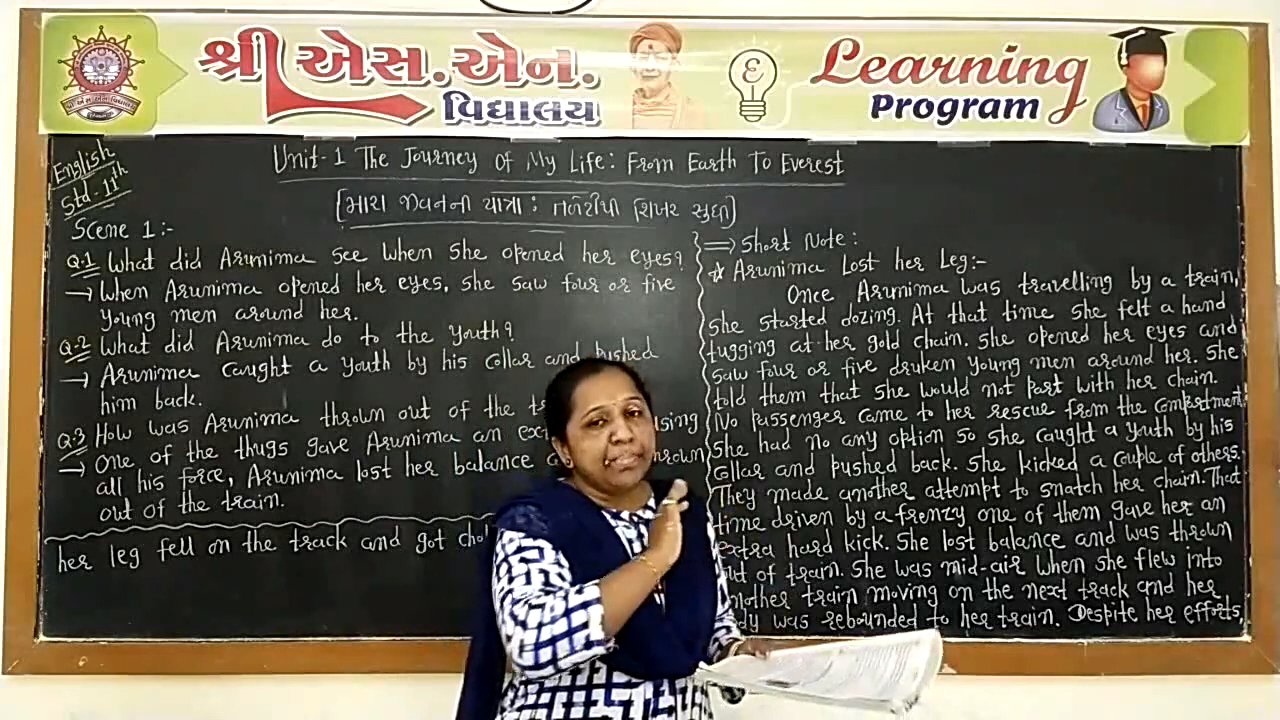 શ્રી એસ.એન.
વિદ્યાલય
Learning
Program
English
Std-11th
Unit-1 The Journey Of My Life: From Earth To Everest
[મારા જીવનની યાત્રા : તળેટીથી શિખર સુધી]
Scene 1:-
Q.1 What did Arunima see when she opened her eyes?
→ When Arunima opened her eyes, she saw four or five
young men around her.
Q.2 What did Arunima do to the youth?
→ Arunima caught a youth by his collar and pushed
him back.
Q.3 How was Arunima thrown out of the
→ One of the thugs gave Arunima an using
all his force, Arunima lost her balance thrown
out of the train.
her leg fell on the track and got
⇒ Short Note:
☆ Arunima Lost her Leg:-
Once Arunima was travelling by a train,
she started dozing. At that time she felt a hand
tugging at her gold chain. She opened her eyes and
saw four or five druken young men around her. She
told them that she would not part with her chain.
No passenger came to her rescue from the compartment.
She had no any option so she caught a youth by his
collar and pushed back. She kicked a couple of others.
They made another attempt to snatch her chain. That
time driven by a frenzy one of them gave her an
extra hard kick. She lost balance and was thrown
out of train. She was mid-air when she flew into
another train moving on the next track and her
body was rebounded to her train. Despite her efforts,